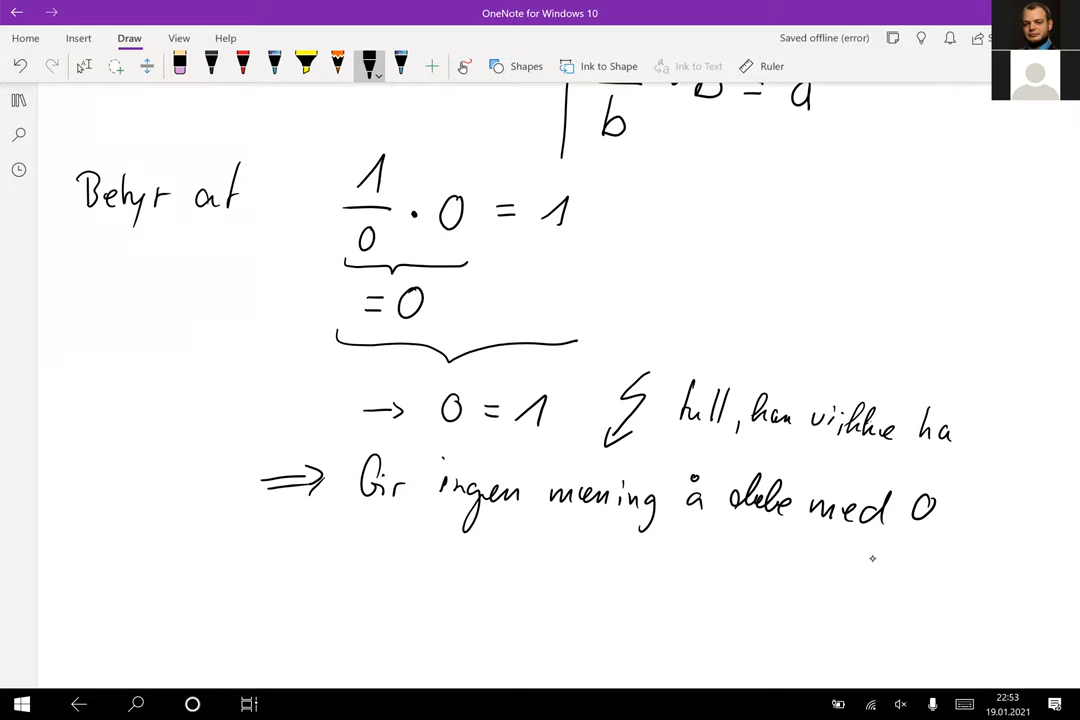 OneNote for Windows 10
Home Insert Draw View Help Saved offline (error)
Shapes Ink to Shape Ink to Text Ruler
b = a
Betyr at 1/0 · 0 = 1
= 0
→ 0 = 1 tull, kan vi ikke ha
⇒ Gir ingen mening å dele med 0
22:53
19.01.2021